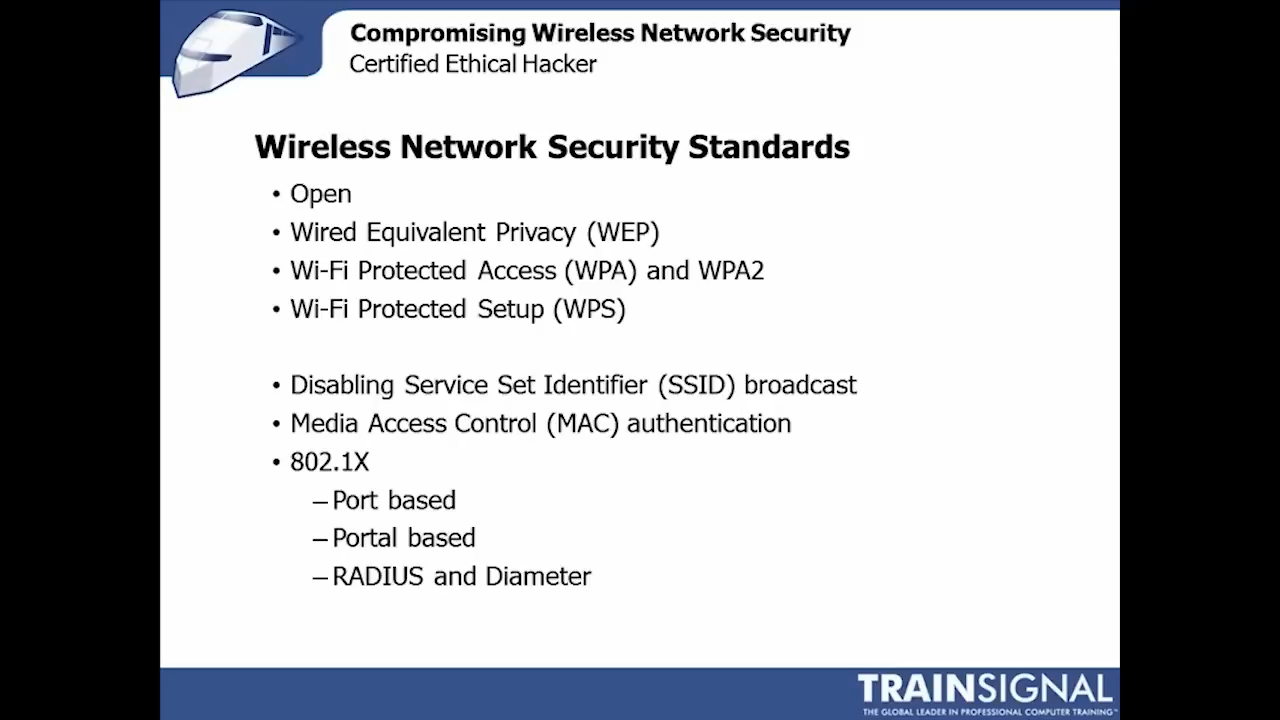 Compromising Wireless Network Security
Certified Ethical Hacker
Wireless Network Security Standards
• Open
• Wired Equivalent Privacy (WEP)
• Wi-Fi Protected Access (WPA) and WPA2
• Wi-Fi Protected Setup (WPS)
• Disabling Service Set Identifier (SSID) broadcast
• Media Access Control (MAC) authentication
• 802.1X
– Port based
– Portal based
– RADIUS and Diameter
TRAINSIGNAL
THE GLOBAL LEADER IN PROFESSIONAL COMPUTER TRAINING™